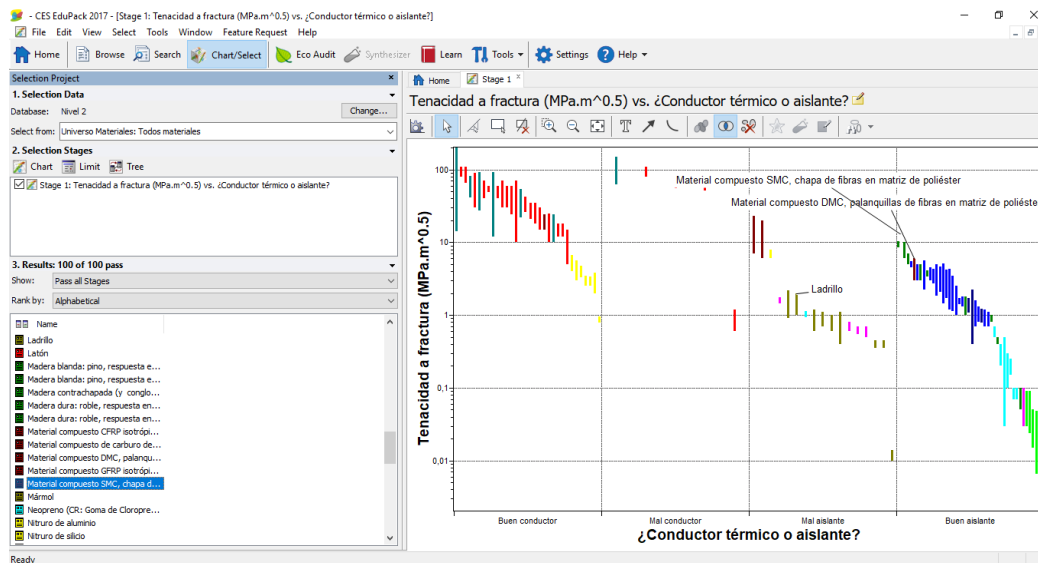 - CES EduPack 2017 - [Stage 1: Tenacidad a fractura (MPa.m^0.5) vs. ¿Conductor térmico o aislante?]
File Edit View Select Tools Window Feature Request Help
Home Browse Search Chart/Select Eco Audit Synthesizer Learn Tools Settings ? Help
Selection Project
1. Selection Data
Database: Nivel 2 Change...
Select from: Universo Materiales: Todos materiales
2. Selection Stages
Chart Limit Tree
Stage 1: Tenacidad a fractura (MPa.m^0.5) vs. ¿Conductor térmico o aislante?
3. Results: 100 of 100 pass
Show: Pass all Stages
Rank by: Alphabetical
Name
Ladrillo
Latón
Madera blanda: pino, respuesta e...
Madera blanda: pino, respuesta e...
Madera contrachapada (y conglo...
Madera dura: roble, respuesta en...
Madera dura: roble, respuesta en...
Material compuesto CFRP isotrópi...
Material compuesto de carburo de...
Material compuesto DMC, palanqu...
Material compuesto GFRP isotrópi...
Material compuesto SMC, chapa d...
Mármol
Neopreno (CR: Goma de Cloropre...
Nitruro de aluminio
Nitruro de silicio
Ready
Home Stage 1
Tenacidad a fractura (MPa.m^0.5) vs. ¿Conductor térmico o aislante?
Tenacidad a fractura (MPa.m^0.5)
100
10
1
0,1
0,01
Material compuesto SMC, chapa de fibras en matriz de poliéster
Material compuesto DMC, palanquillas de fibras en matriz de poliéste
Ladrillo
Buen conductor Mal conductor Mal aislante Buen aislante
¿Conductor térmico o aislante?